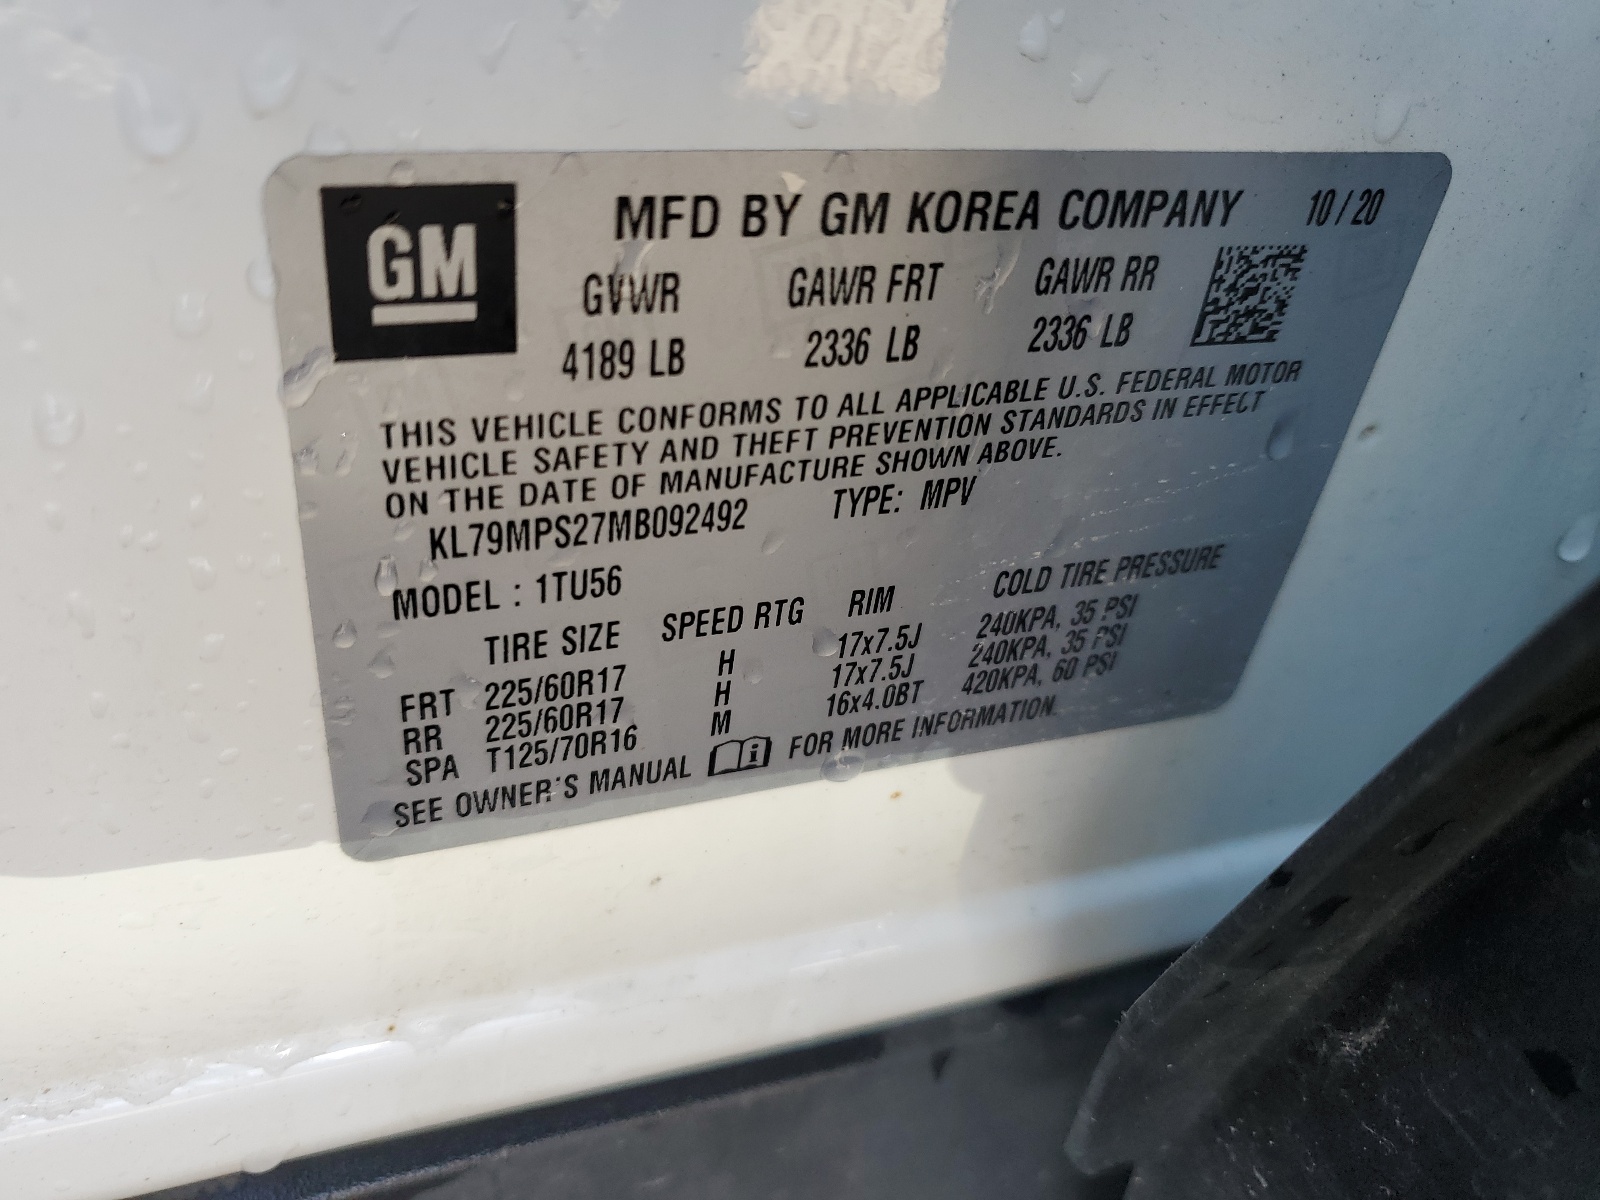 GM
MFD BY GM KOREA COMPANY 10/20
GVWR GAWR FRT GAWR RR
4189 LB 2336 LB 2336 LB
THIS VEHICLE CONFORMS TO ALL APPLICABLE U.S. FEDERAL MOTOR
VEHICLE SAFETY AND THEFT PREVENTION STANDARDS IN EFFECT
ON THE DATE OF MANUFACTURE SHOWN ABOVE.
KL79MPS27MB092492 TYPE: MPV
MODEL : 1TU56
TIRE SIZE SPEED RTG RIM COLD TIRE PRESSURE
FRT 225/60R17 H 17x7.5J 240KPA, 35 PSI
RR 225/60R17 H 17x7.5J 240KPA, 35 PSI
SPA T125/70R16 M 16x4.0BT 420KPA, 60 PSI
SEE OWNER'S MANUAL i FOR MORE INFORMATION.